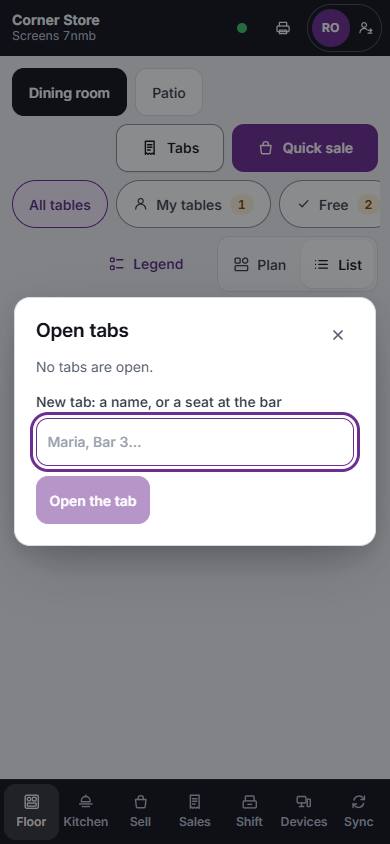 Corner Store
Screens 7nmb
RO
Dining room
Patio
Tabs
Quick sale
All tables
My tables 1
Free 2
Legend
Plan
List
Open tabs
No tabs are open.
New tab: a name, or a seat at the bar
Maria, Bar 3...
Open the tab
Floor
Kitchen
Sell
Sales
Shift
Devices
Sync